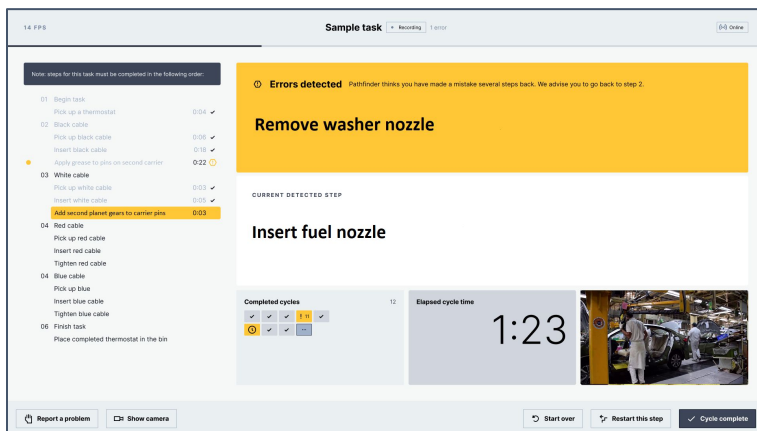 14 FPS
Sample task
Recording
1 error
Online
Note: steps for this task must be completed in the following order:
01 Begin task
Pick up a thermostat 0:04
02 Black cable
Pick up black cable 0:06
Insert black cable 0:18
Apply grease to pins on second carrier 0:22
03 White cable
Pick up white cable 0:03
Insert white cable 0:05
Add second planet gears to carrier pins 0:03
04 Red cable
Pick up red cable
Insert red cable
Tighten red cable
04 Blue cable
Pick up blue
Insert blue cable
Tighten blue cable
06 Finish task
Place completed thermostat in the bin
Errors detected Pathfinder thinks you have made a mistake several steps back. We advise you to go back to step 2.
Remove washer nozzle
CURRENT DETECTED STEP
Insert fuel nozzle
Completed cycles 12
! 11
Elapsed cycle time
1:23
Report a problem
Show camera
Start over
Restart this step
Cycle complete